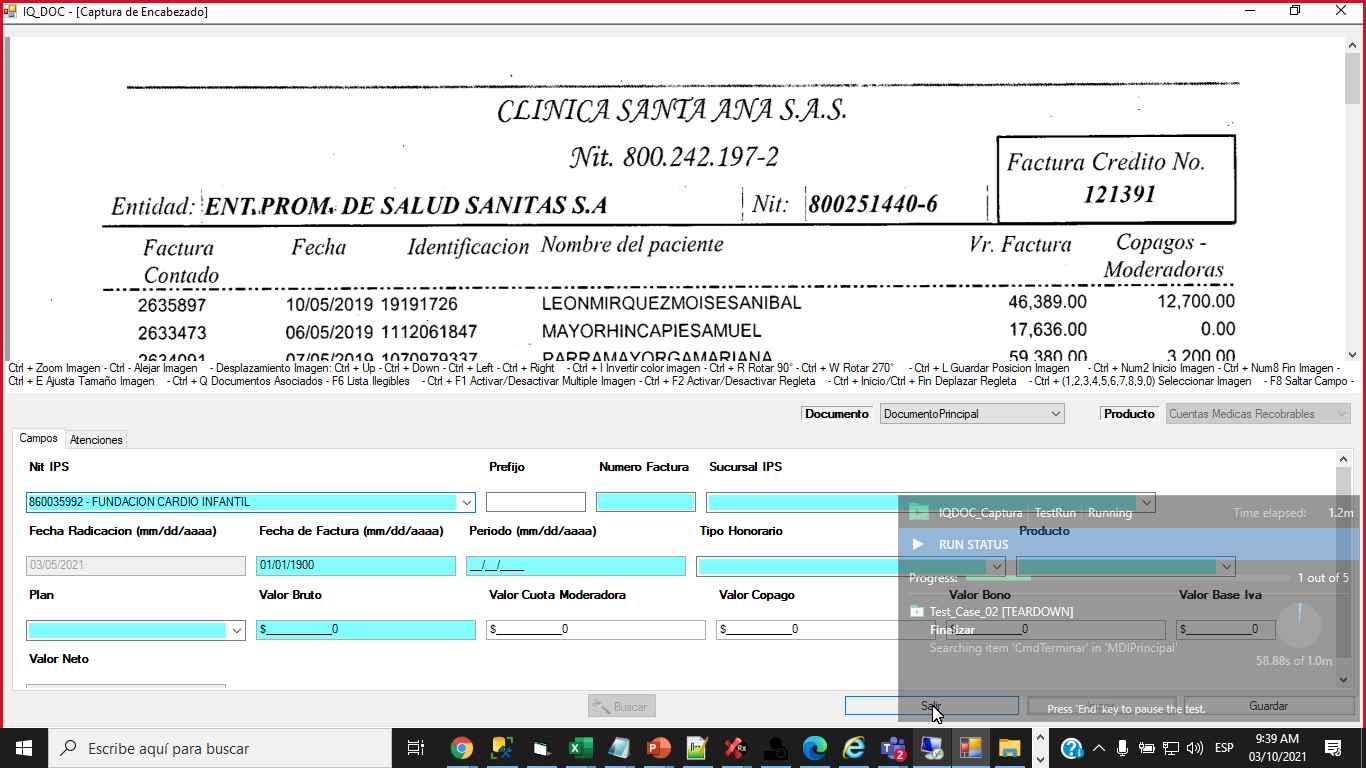 IQ_DOC - [Captura de Encabezado]
CLINICA SANTA ANA S.A.S.
Nit. 800.242.197-2
Factura Credito No.
121391
Entidad: ENT.PROM. DE SALUD SANITAS S.A Nit: 800251440-6
Factura Contado Fecha Identificacion Nombre del paciente Vr. Factura Copagos - Moderadoras
2635897 10/05/2019 19191726 LEONMIRQUEZMOISESANIBAL 46,389.00 12,700.00
2633473 06/05/2019 1112061847 MAYORHINCAPIESAMUEL 17,636.00 0.00
2634091 07/05/2019 1070979337 PARRAMAYORGAMARIANA 59,380.00 3,200.00
Ctrl + Zoom Imagen - Ctrl - Alejar Imagen - Desplazamiento Imagen: Ctrl + Up - Ctrl + Down - Ctrl + Left - Ctrl + Right - Ctrl + I Invertir color imagen - Ctrl + R Rotar 90° - Ctrl + W Rotar 270° - Ctrl + L Guardar Posicion Imagen - Ctrl + Num2 Inicio Imagen - Ctrl + Num8 Fin Imagen -
Ctrl + E Ajusta Tamaño Imagen - Ctrl + Q Documentos Asociados - F6 Lista Ilegibles - Ctrl + F1 Activar/Desactivar Multiple Imagen - Ctrl + F2 Activar/Desactivar Regleta - Ctrl + Inicio/Ctrl + Fin Deplazar Regleta - Ctrl + (1,2,3,4,5,6,7,8,9,0) Seleccionar Imagen - F8 Saltar Campo -
Documento DocumentoPrincipal Producto Cuentas Medicas Recobrables
Campos Atenciones
Nit IPS Prefijo Numero Factura Sucursal IPS
860035992 - FUNDACION CARDIO INFANTIL
IQDOC_Captura TestRun Running Time elapsed: 1.2m
Fecha Radicacion (mm/dd/aaaa) Fecha de Factura (mm/dd/aaaa) Periodo (mm/dd/aaaa) Tipo Honorario Producto
RUN STATUS
03/05/2021 01/01/1900 __/__/____
Progress: 1 out of 5
Plan Valor Bruto Valor Cuota Moderadora Valor Copago Valor Bono Valor Base Iva
Test_Case_02 [TEARDOWN]
$___________0 $___________0 $___________0 $___________0 $___________0
Finalizar
Searching item 'CmdTerminar' in 'MDIPrincipal'
Valor Neto
58.88s of 1.0m
Buscar Salir Guardar
Press 'End' key to pause the test.
Escribe aquí para buscar
2
ESP
9:39 AM
03/10/2021